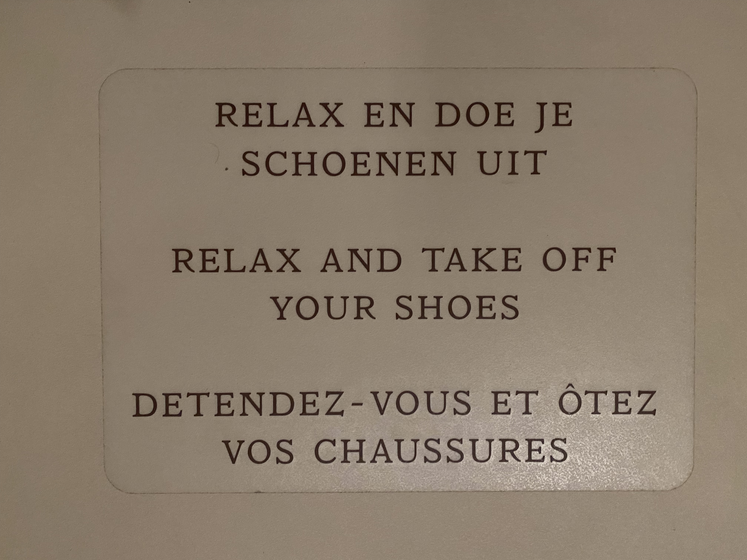 RELAX EN DOE JE
SCHOENEN UIT
RELAX AND TAKE OFF
YOUR SHOES
DETENDEZ-VOUS ET ÔTEZ
VOS CHAUSSURES